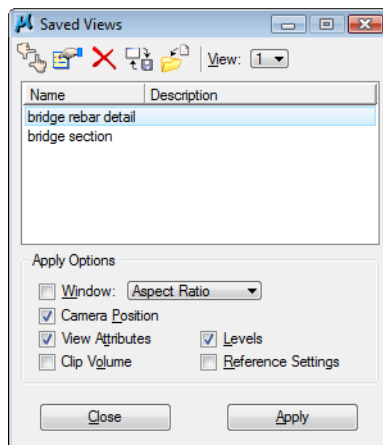 Saved Views
View: 1
Name Description
bridge rebar detail
bridge section
Apply Options
Window: Aspect Ratio
Camera Position
View Attributes Levels
Clip Volume Reference Settings
Close Apply